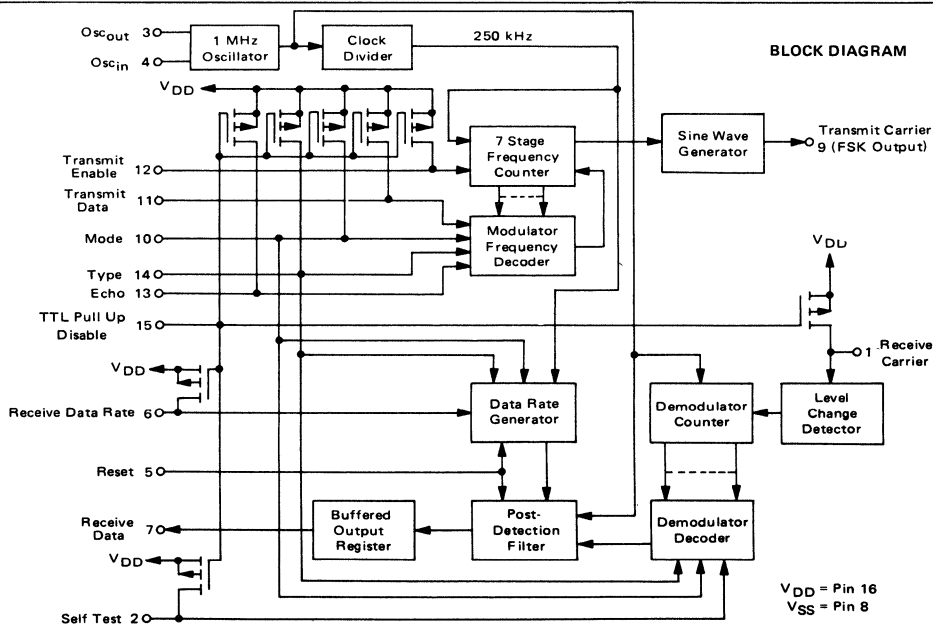 BLOCK DIAGRAM
Oscout 3
Oscin 4
1 MHz
Oscillator
Clock
Divider
250 kHz
VDD
Transmit
Enable 12
Transmit
Data 11
Mode 10
Type 14
Echo 13
TTL Pull Up
Disable 15
7 Stage
Frequency
Counter
Modulator
Frequency
Decoder
Sine Wave
Generator
Transmit Carrier
9 (FSK Output)
VDD
1 Receive
Carrier
VDD
Receive Data Rate 6
Data Rate
Generator
Demodulator
Counter
Level
Change
Detector
Reset 5
Receive
Data 7
Buffered
Output
Register
Post-
Detection
Filter
Demodulator
Decoder
VDD
Self Test 2
VDD = Pin 16
VSS = Pin 8